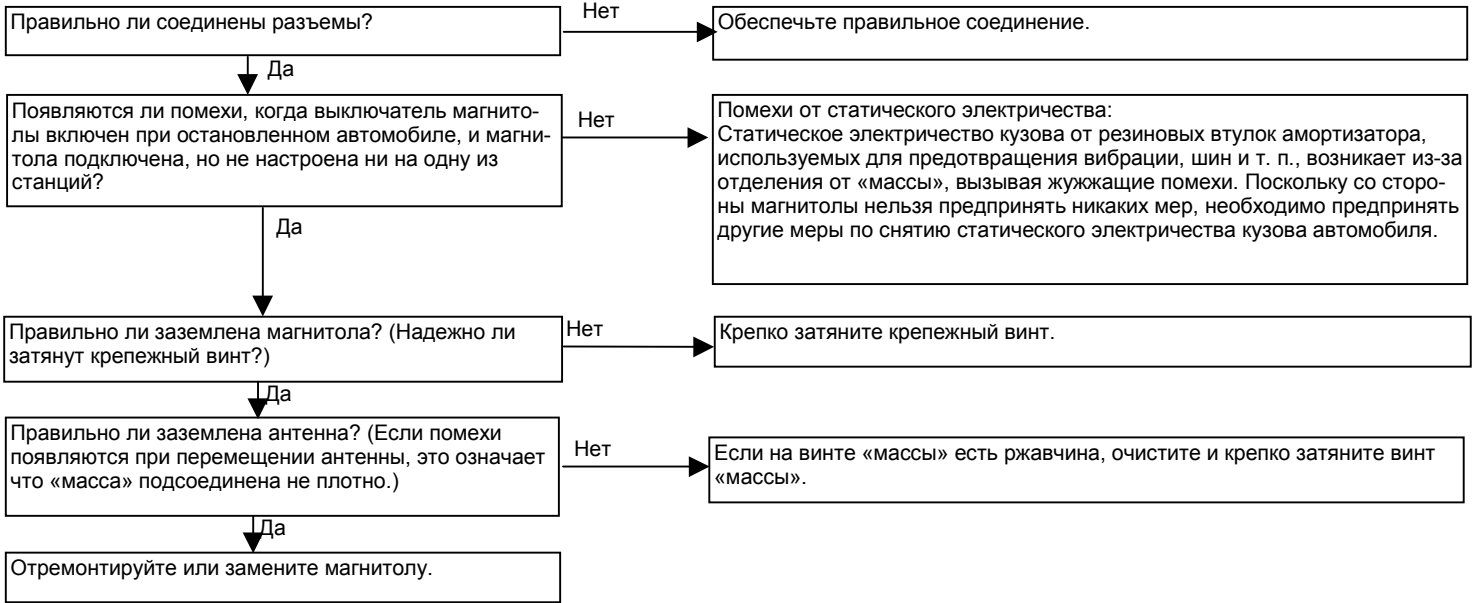 Правильно ли соединены разъемы?
Нет
Обеспечьте правильное соединение.
Да
Появляются ли помехи, когда выключатель магнито-
лы включен при остановленном автомобиле, и магни-
тола подключена, но не настроена ни на одну из
станций?
Нет
Помехи от статического электричества:
Статическое электричество кузова от резиновых втулок амортизатора,
используемых для предотвращения вибрации, шин и т. п., возникает из-за
отделения от «массы», вызывая жужжащие помехи. Поскольку со сторо-
ны магнитолы нельзя предпринять никаких мер, необходимо предпринять
другие меры по снятию статического электричества кузова автомобиля.
Да
Правильно ли заземлена магнитола? (Надежно ли
затянут крепежный винт?)
Нет
Крепко затяните крепежный винт.
Да
Правильно ли заземлена антенна? (Если помехи
появляются при перемещении антенны, это означает
что «масса» подсоединена не плотно.)
Нет
Если на винте «массы» есть ржавчина, очистите и крепко затяните винт
«массы».
Да
Отремонтируйте или замените магнитолу.